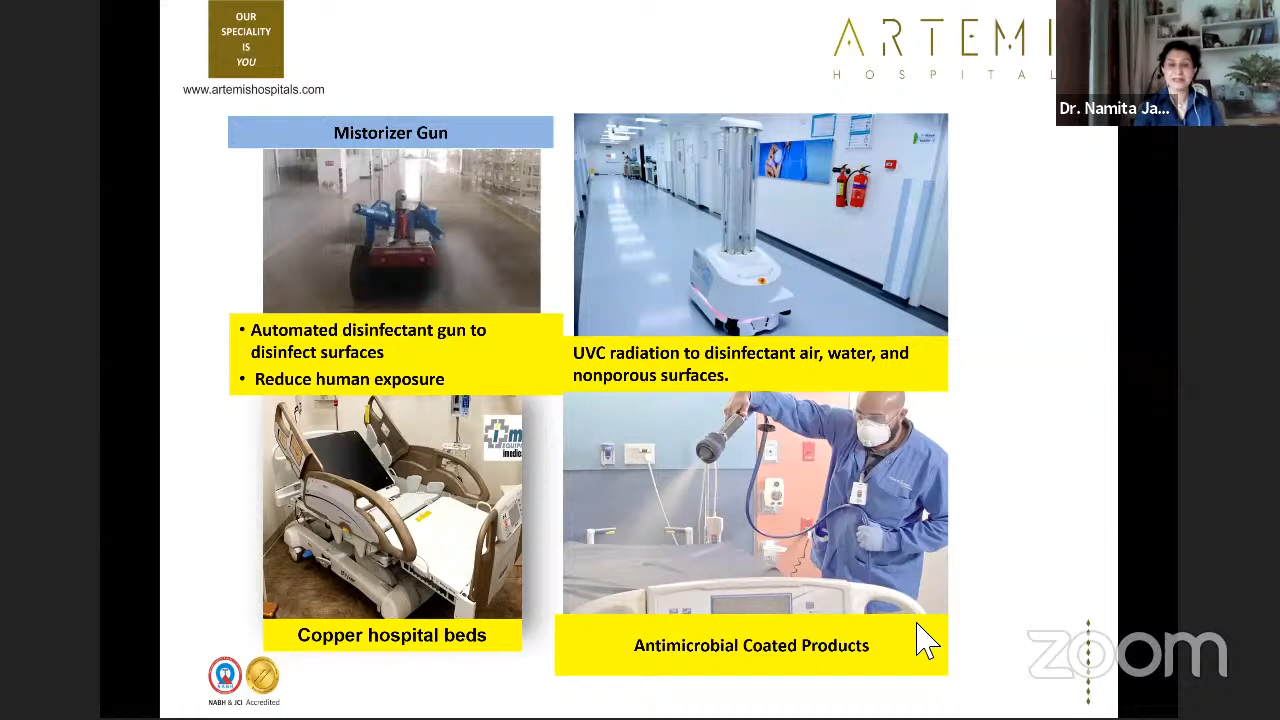 OUR
SPECIALITY
IS
YOU
www.artemishospitals.com
ARTEMI
HOSPITAL
Dr. Namita Ja...
Mistorizer Gun
• Automated disinfectant gun to
disinfect surfaces
• Reduce human exposure
UVC radiation to disinfectant air, water, and
nonporous surfaces.
Copper hospital beds
Antimicrobial Coated Products
NABH & JCI Accredited
zoom